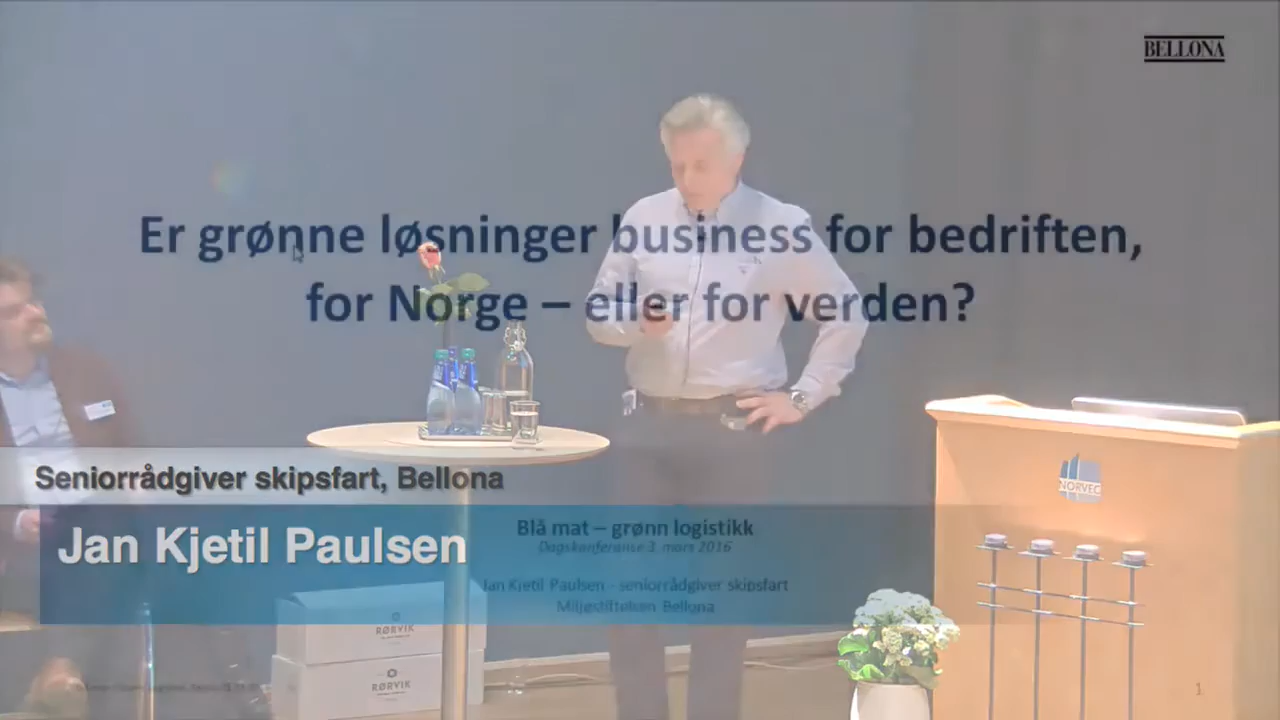 BELLONA
Er grønne løsninger business for bedriften,
for Norge – eller for verden?
NORVEG
Seniorrådgiver skipsfart, Bellona
Jan Kjetil Paulsen
Blå mat – grønn logistikk
Dagskonferanse 3. mars 2016
Jan Kjetil Paulsen - seniorrådgiver skipsfart
Miljøstiftelsen Bellona
RØRVIK
RØRVIK
1